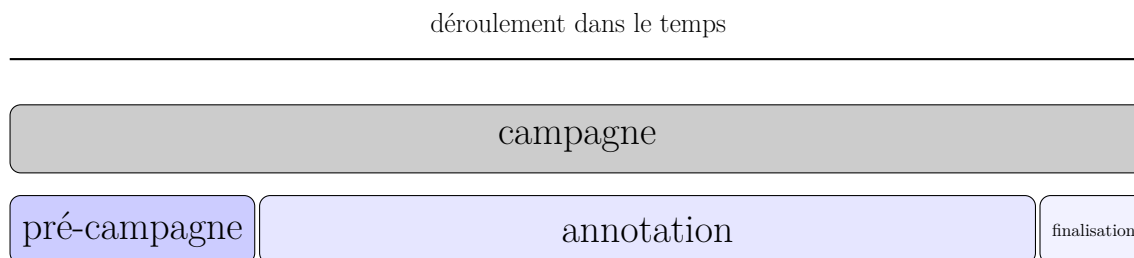 déroulement dans le temps
campagne
pré-campagne annotation finalisation